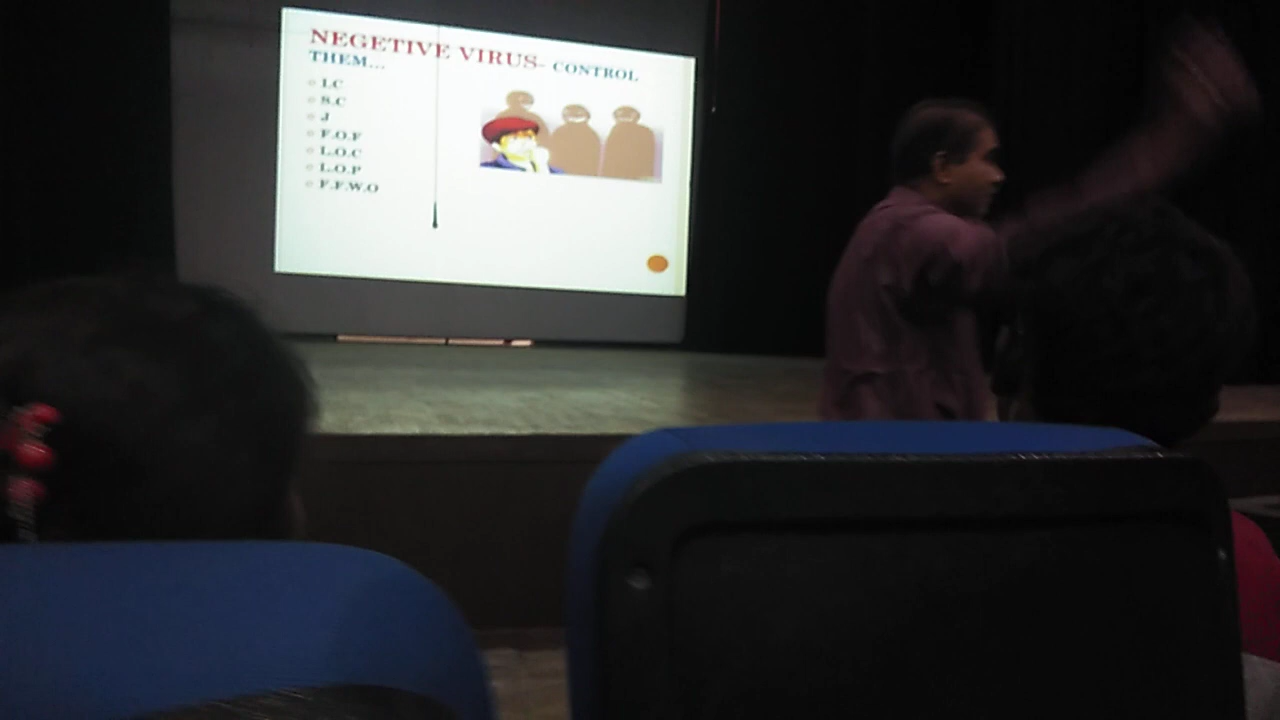 NEGETIVE VIRUS- CONTROL
THEM...
I.C
S.C
J
F.O.F
L.O.C
L.O.P
F.F.W.O